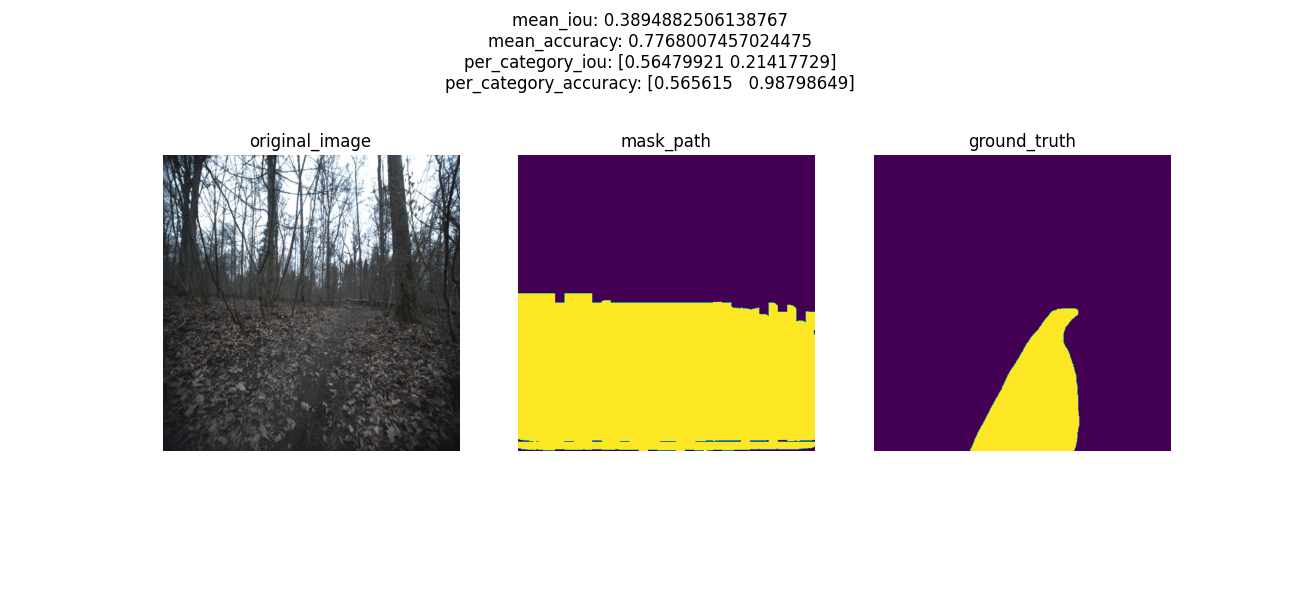 mean_iou: 0.3894882506138767
mean_accuracy: 0.7768007457024475
per_category_iou: [0.56479921 0.21417729]
per_category_accuracy: [0.565615   0.98798649]
original_image
mask_path
ground_truth